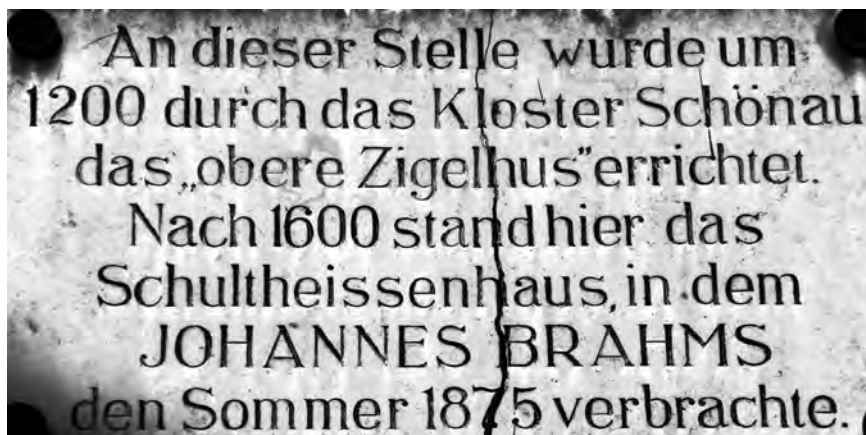 An dieser Stelle wurde um
1200 durch das Kloster Schönau
das „obere Zigelhus” errichtet.
Nach 1600 stand hier das
Schultheissenhaus, in dem
JOHANNES BRAHMS
den Sommer 1875 verbrachte.